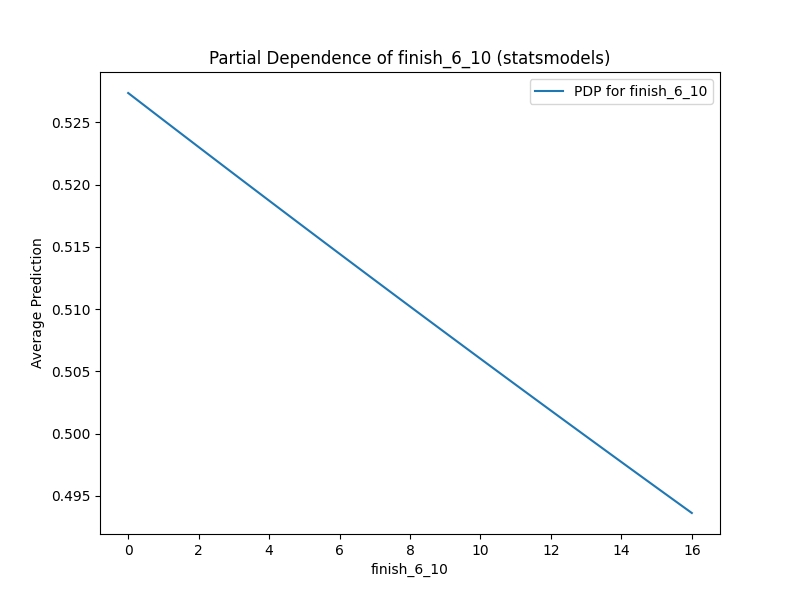 Partial Dependence of finish_6_10 (statsmodels)
PDP for finish_6_10
Average Prediction
0.525
0.520
0.515
0.510
0.505
0.500
0.495
0 2 4 6 8 10 12 14 16
finish_6_10